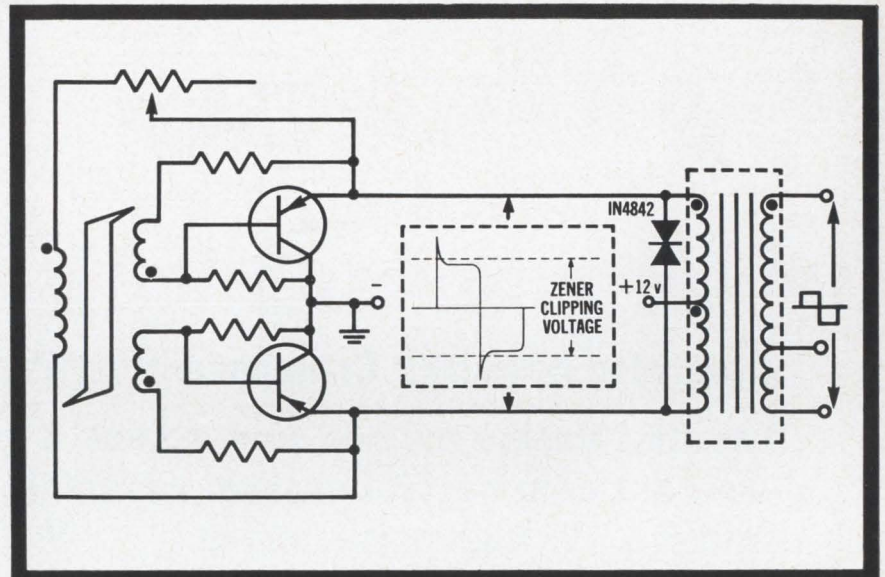 IN4842
-
+12 v
ZENER
CLIPPING
VOLTAGE